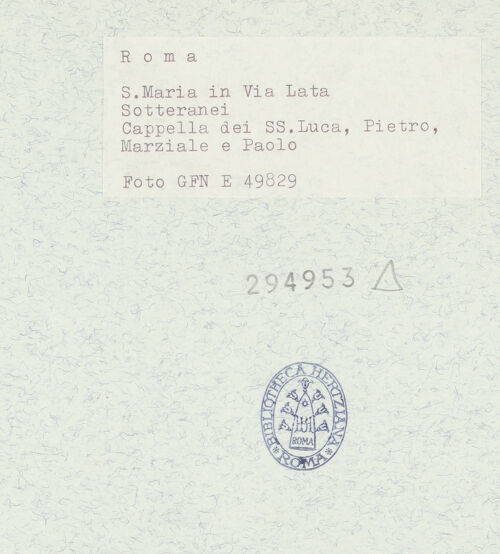 Roma
S.Maria in Via Lata
Sotteranei
Cappella dei SS.Luca, Pietro,
Marziale e Paolo
Foto GFN E 49829
294953
BIBLIOTHECA HERTZIANA
ROMA
ROMA